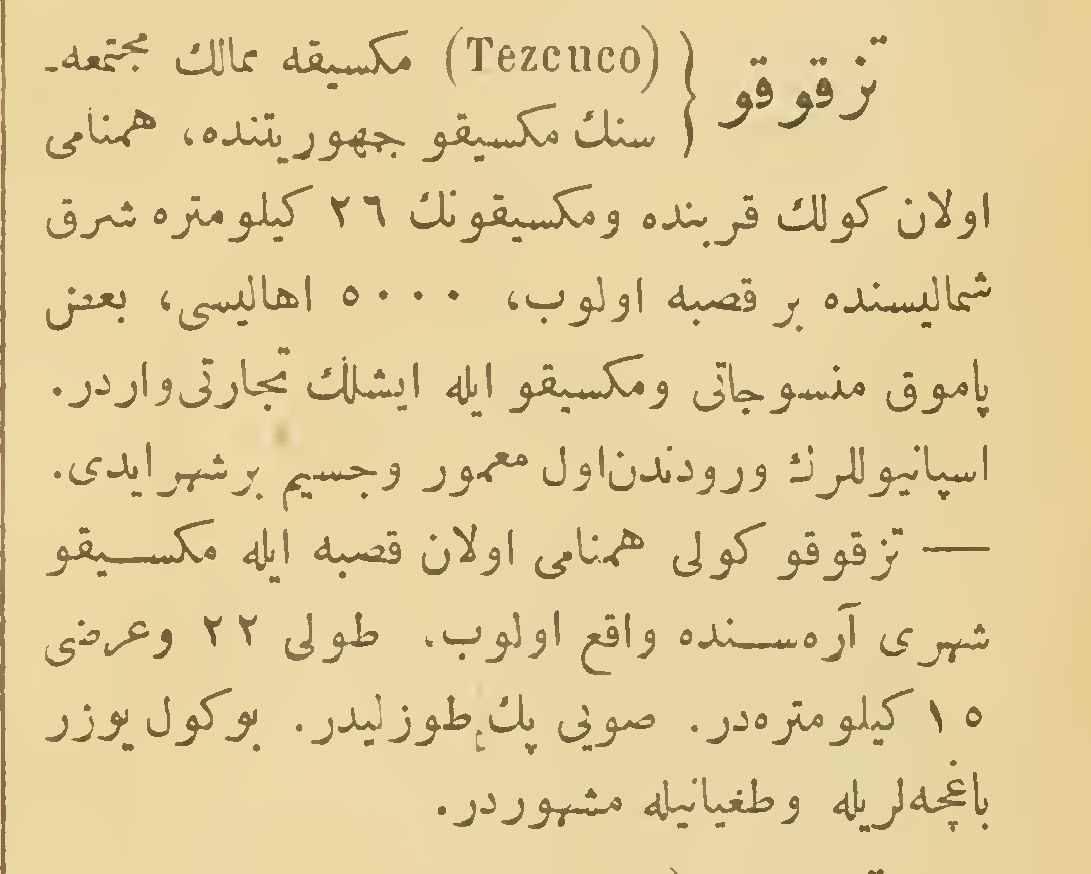 تزقوقو { (Tezcuco) مكسيقه ممالك مجتمعه‌ـ
سنك مكسيقو جمهوريتنده، همنامى
اولان كولك قربنده ومكسيقونك ٢٦ كيلومتره شرق
شماليسنده بر قصبه اولوب، ٥٠٠٠ اهاليسى، بعض
پاموق منسوجاتى ومكسيقو ايله ايشلك تجارتى واردر.
اسپانيوللرك ورودندن اول معمور وجسيم بر شهر ايدى.
— تزقوقو كولى همنامى اولان قصبه ايله مكسيقو
شهرى آره‌سنده واقع اولوب، طولى ٢٢ وعرضى
١٥ كيلومتره‌در. صويى پك طوزليدر. بو كول يوزر
باغچه‌لريله وطغيانيله مشهوردر.